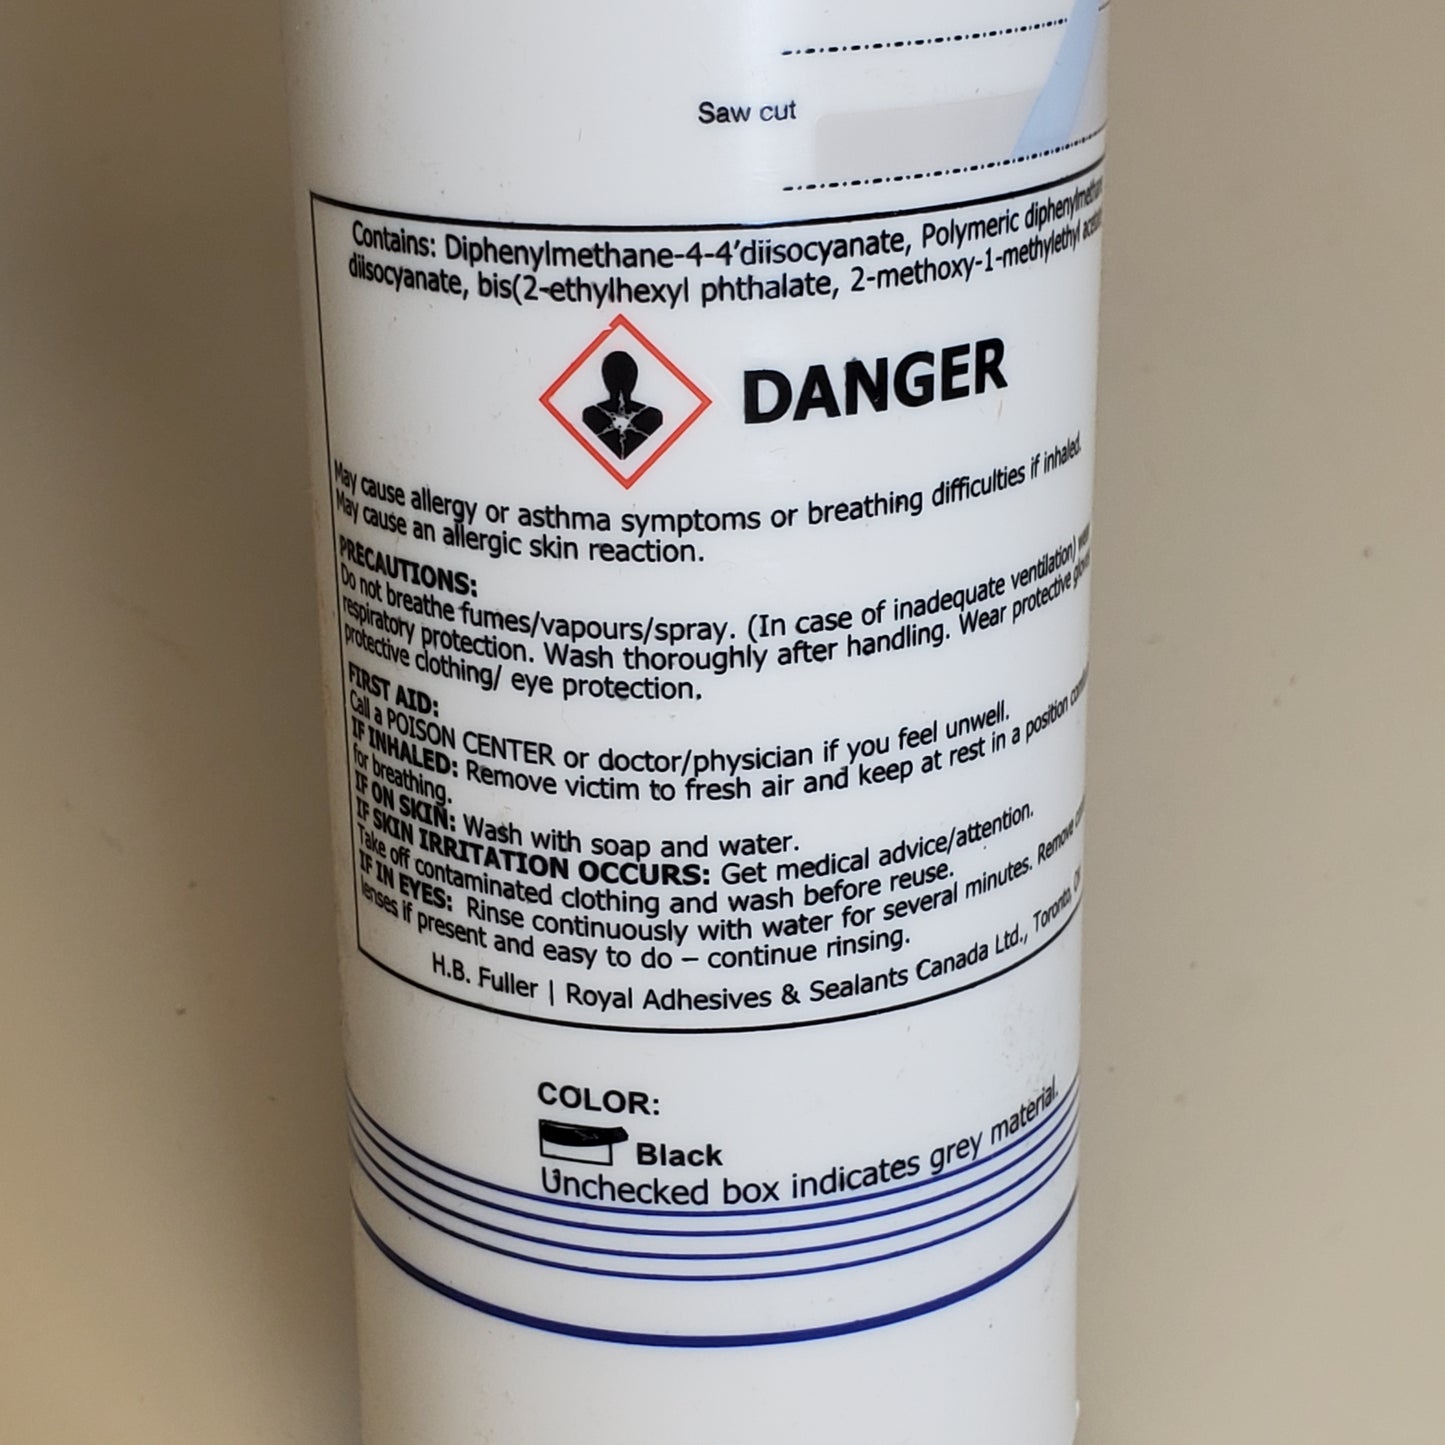 Saw cut
Contains: Diphenylmethane-4-4'diisocyanate, Polymeric diphenylmethane
diisocyanate, bis(2-ethylhexyl phthalate, 2-methoxy-1-methylethyl
DANGER
May cause allergy or asthma symptoms or breathing difficulties if inhaled.
May cause an allergic skin reaction.
PRECAUTIONS:
Do not breathe fumes/vapours/spray. (In case of inadequate ventilation)
respiratory protection. Wash thoroughly after handling. Wear protective
protective clothing/ eye protection.
FIRST AID:
Call a POISON CENTER or doctor/physician if you feel unwell.
IF INHALED: Remove victim to fresh air and keep at rest in a position
for breathing.
IF ON SKIN: Wash with soap and water.
IF SKIN IRRITATION OCCURS: Get medical advice/attention.
Take off contaminated clothing and wash before reuse.
IF IN EYES: Rinse continuously with water for several minutes. Remove
lenses if present and easy to do – continue rinsing.
H.B. Fuller | Royal Adhesives & Sealants Canada Ltd., Toronto,
COLOR:
Black
Unchecked box indicates grey material.